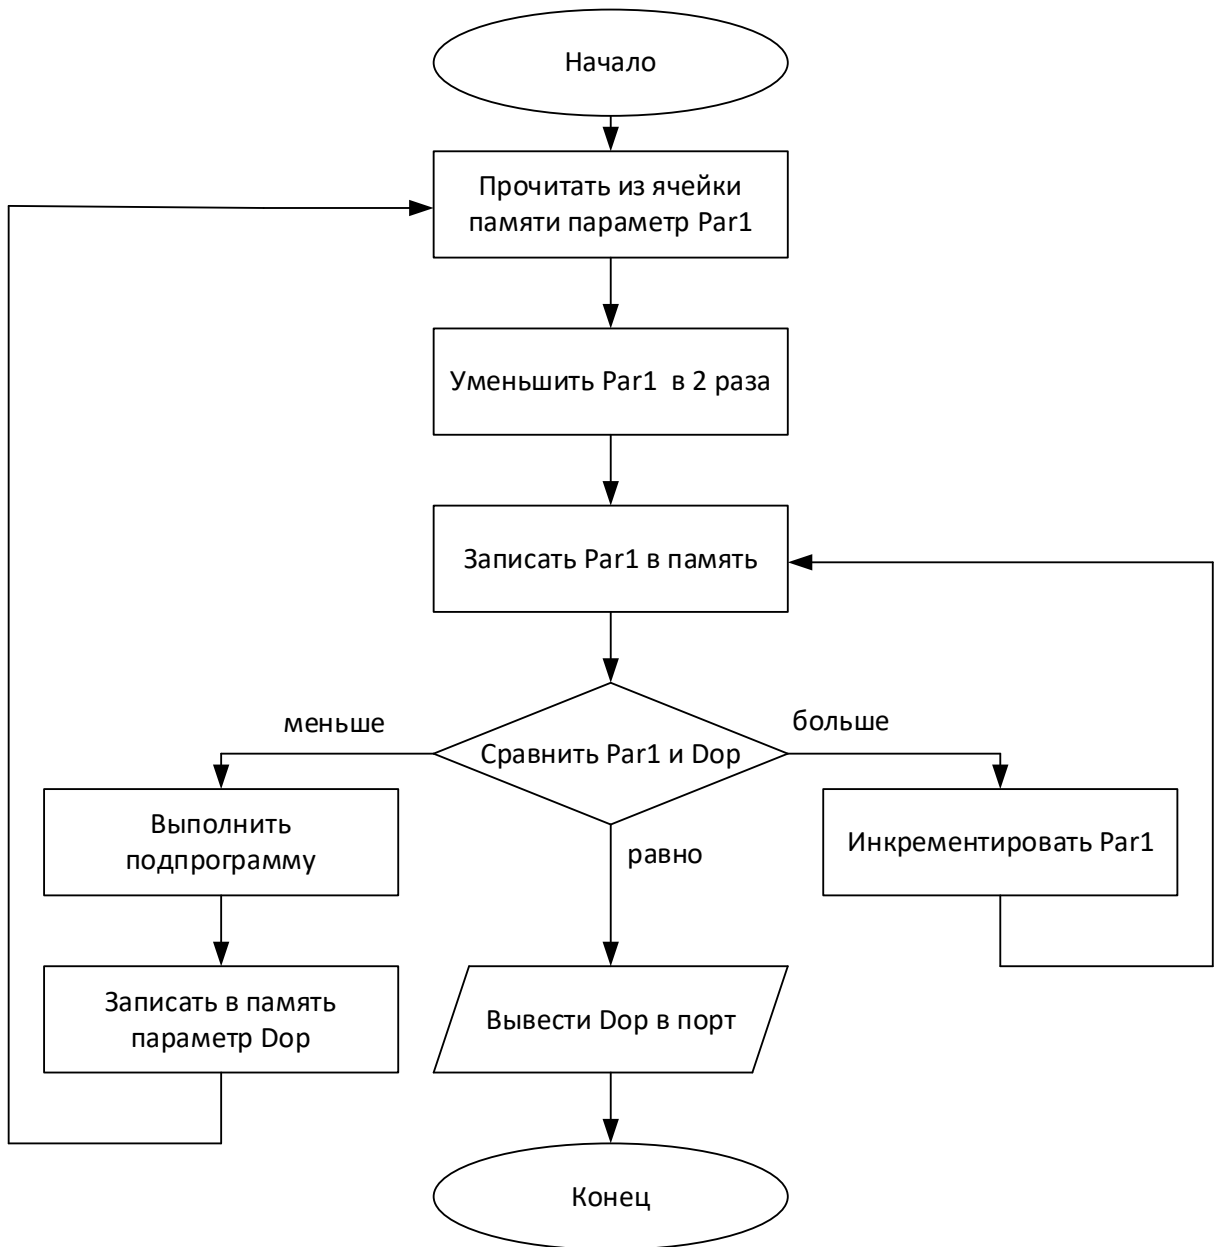 Начало
Прочитать из ячейки
памяти параметр Par1
Уменьшить Par1 в 2 раза
Записать Par1 в память
меньше
больше
Сравнить Par1 и Dop
Выполнить
подпрограмму
равно
Инкрементировать Par1
Записать в память
параметр Dop
Вывести Dop в порт
Конец